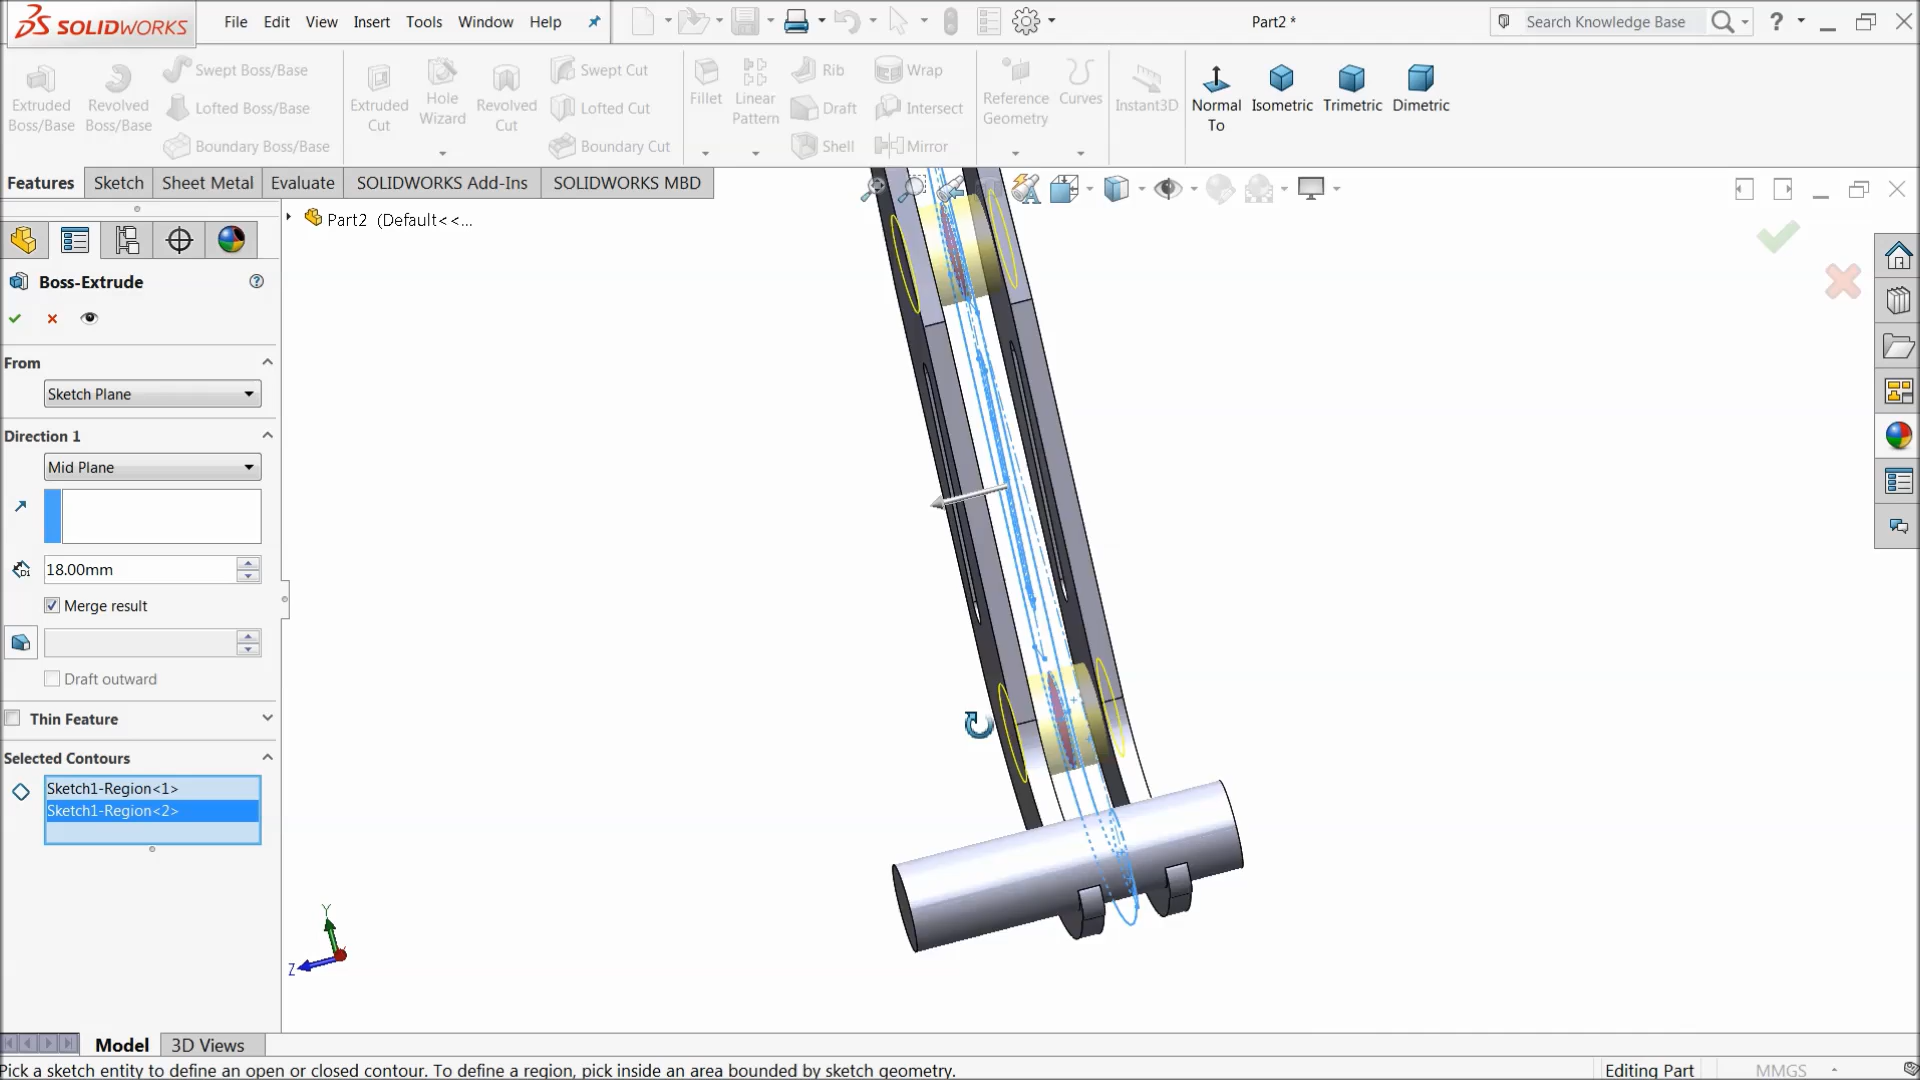 SOLIDWORKS
File Edit View Insert Tools Window Help
Part2 *
Search Knowledge Base
?
Extruded Boss/Base
Revolved Boss/Base
Swept Boss/Base
Lofted Boss/Base
Boundary Boss/Base
Extruded Cut
Hole Wizard
Revolved Cut
Swept Cut
Lofted Cut
Boundary Cut
Fillet
Linear Pattern
Rib
Draft
Shell
Wrap
Intersect
Mirror
Reference Geometry
Curves
Instant3D
Normal To
Isometric
Trimetric
Dimetric
Features Sketch Sheet Metal Evaluate SOLIDWORKS Add-Ins SOLIDWORKS MBD
Part2 (Default<<...
Boss-Extrude
From
Sketch Plane
Direction 1
Mid Plane
18.00mm
Merge result
Draft outward
Thin Feature
Selected Contours
Sketch1-Region<1>
Sketch1-Region<2>
Y
Z
Model 3D Views
Pick a sketch entity to define an open or closed contour. To define a region, pick inside an area bounded by sketch geometry.
Editing Part
MMGS